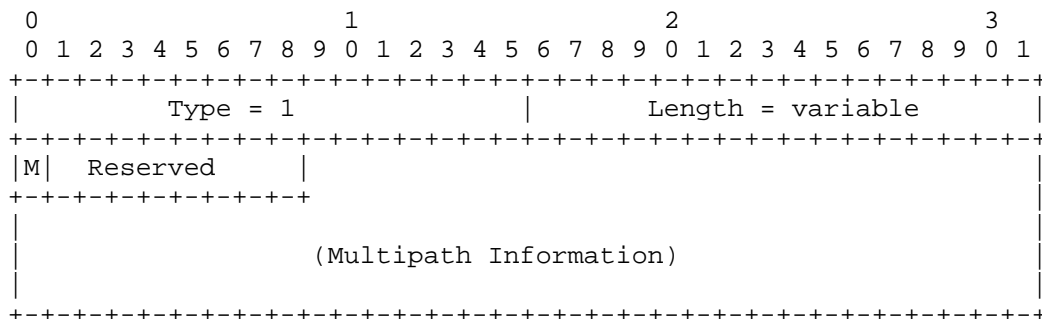 0                   1                   2                   3
 0 1 2 3 4 5 6 7 8 9 0 1 2 3 4 5 6 7 8 9 0 1 2 3 4 5 6 7 8 9 0 1
+-+-+-+-+-+-+-+-+-+-+-+-+-+-+-+-+-+-+-+-+-+-+-+-+-+-+-+-+-+-+-+-+
|         Type = 1              |       Length = variable       |
+-+-+-+-+-+-+-+-+-+-+-+-+-+-+-+-+-+-+-+-+-+-+-+-+-+-+-+-+-+-+-+-+
|M|  Reserved     |                                             |
+-+-+-+-+-+-+-+-+-+                                             |
|                                                               |
|                  (Multipath Information)                      |
|                                                               |
+-+-+-+-+-+-+-+-+-+-+-+-+-+-+-+-+-+-+-+-+-+-+-+-+-+-+-+-+-+-+-+-+